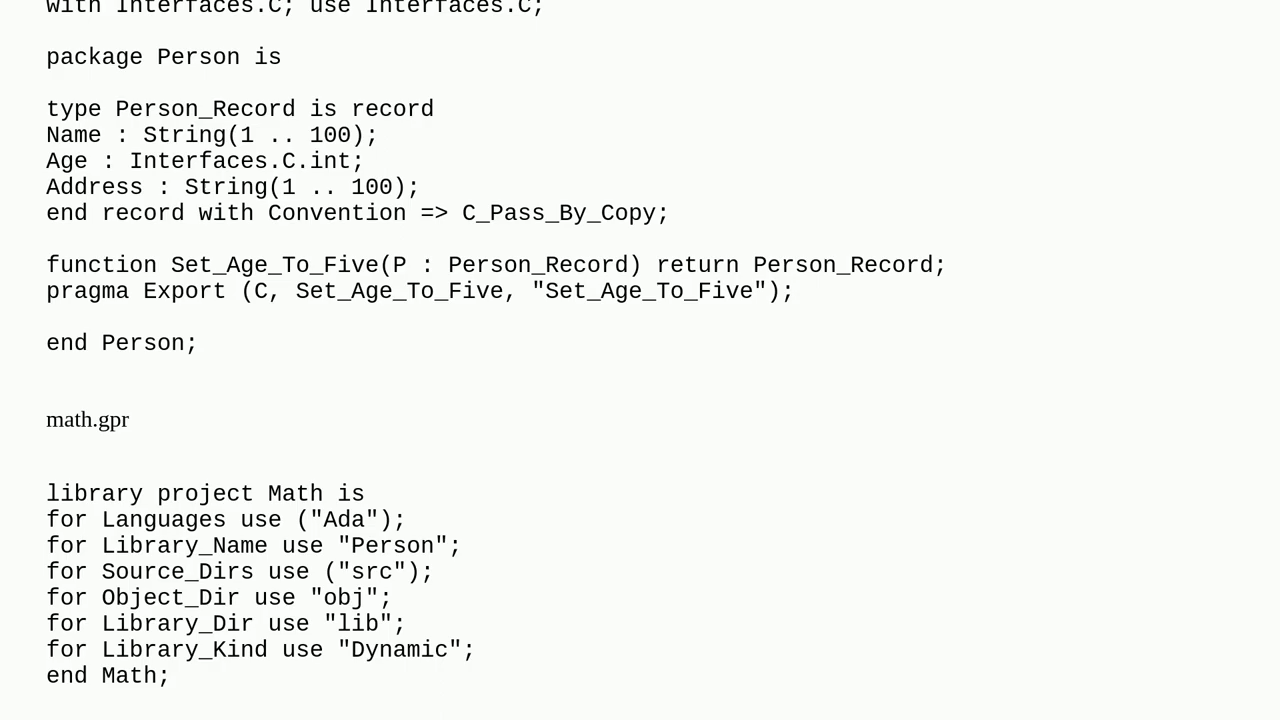 with Interfaces.C; use Interfaces.C;
package Person is
type Person_Record is record
Name : String(1 .. 100);
Age : Interfaces.C.int;
Address : String(1 .. 100);
end record with Convention => C_Pass_By_Copy;
function Set_Age_To_Five(P : Person_Record) return Person_Record;
pragma Export (C, Set_Age_To_Five, "Set_Age_To_Five");
end Person;
math.gpr
library project Math is
for Languages use ("Ada");
for Library_Name use "Person";
for Source_Dirs use ("src");
for Object_Dir use "obj";
for Library_Dir use "lib";
for Library_Kind use "Dynamic";
end Math;